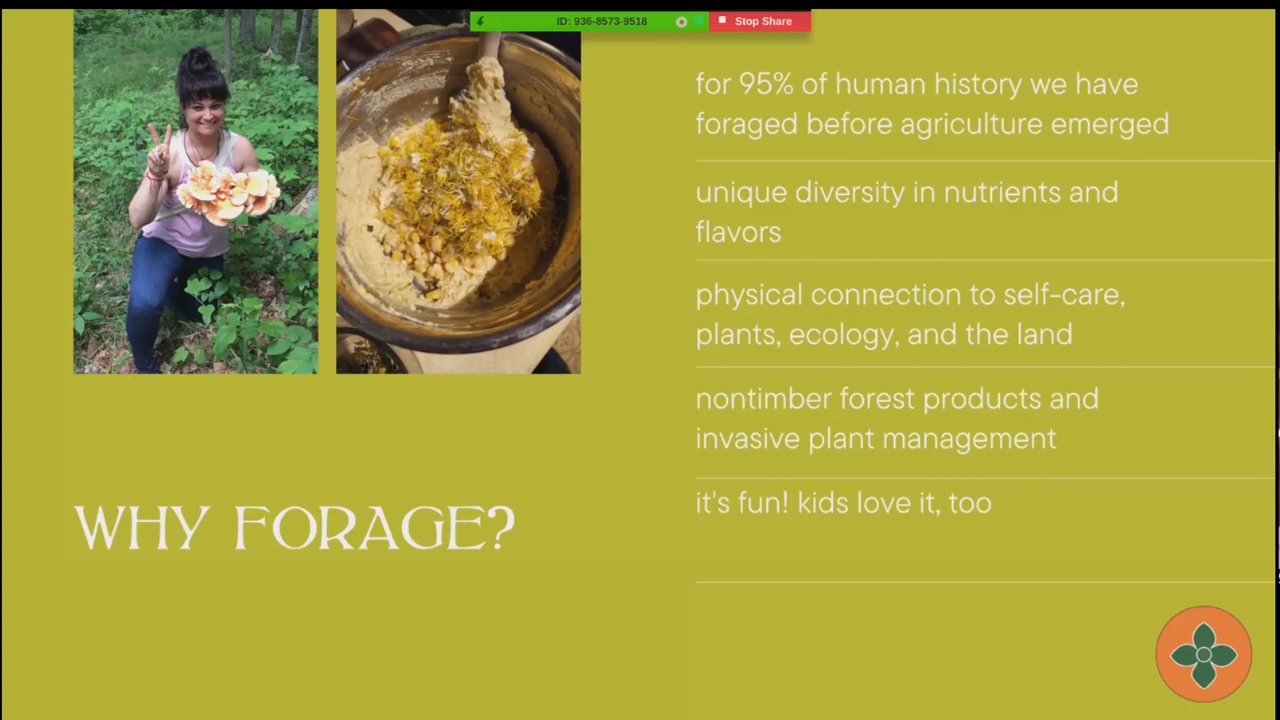 ID: 936-8573-9518
Stop Share
for 95% of human history we have
foraged before agriculture emerged
unique diversity in nutrients and
flavors
physical connection to self-care,
plants, ecology, and the land
nontimber forest products and
invasive plant management
it's fun! kids love it, too
WHY FORAGE?